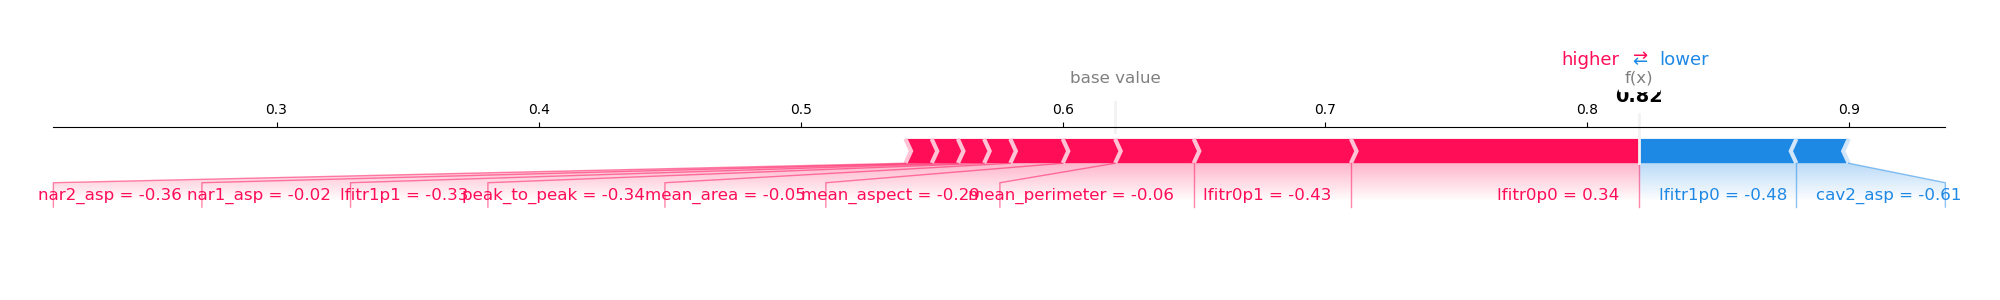 higher ⇄ lower
base value
f(x)
0.3 0.4 0.5 0.6 0.7 0.8 0.82 0.9
nar2_asp = -0.36 nar1_asp = -0.02 lfitr1p1 = -0.33 peak_to_peak = -0.34 mean_area = -0.05 mean_aspect = -0.29 mean_perimeter = -0.06 lfitr0p1 = -0.43 lfitr0p0 = 0.34 lfitr1p0 = -0.48 cav2_asp = -0.61